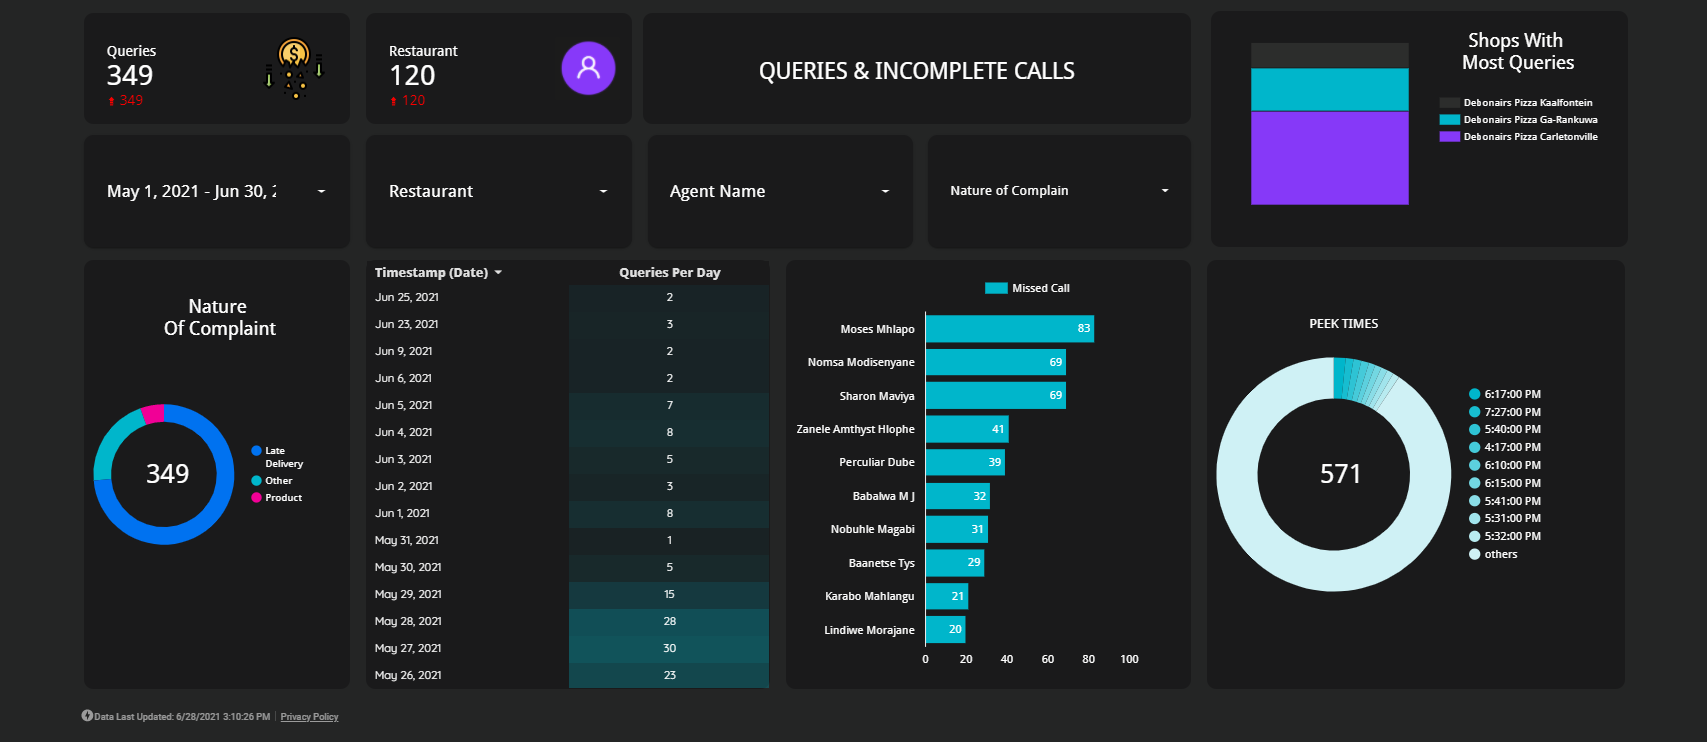 Queries
349
349
Restaurant
120
120
QUERIES & INCOMPLETE CALLS
Shops With
Most Queries
Debonairs Pizza Kaalfontein
Debonairs Pizza Ga-Rankuwa
Debonairs Pizza Carletonville
May 1, 2021 - Jun 30, 2
Restaurant
Agent Name
Nature of Complain
Nature
Of Complaint
349
Late
Delivery
Other
Product
Timestamp (Date) Queries Per Day
Jun 25, 2021 2
Jun 23, 2021 3
Jun 9, 2021 2
Jun 6, 2021 2
Jun 5, 2021 7
Jun 4, 2021 8
Jun 3, 2021 5
Jun 2, 2021 3
Jun 1, 2021 8
May 31, 2021 1
May 30, 2021 5
May 29, 2021 15
May 28, 2021 28
May 27, 2021 30
May 26, 2021 23
Missed Call
Moses Mhlapo 83
Nomsa Modisenyane 69
Sharon Maviya 69
Zanele Amthyst Hlophe 41
Perculiar Dube 39
Babalwa M J 32
Nobuhle Magabi 31
Baanetse Tys 29
Karabo Mahlangu 21
Lindiwe Morajane 20
0 20 40 60 80 100
PEEK TIMES
571
6:17:00 PM
7:27:00 PM
5:40:00 PM
4:17:00 PM
6:10:00 PM
6:15:00 PM
5:41:00 PM
5:31:00 PM
5:32:00 PM
others
Data Last Updated: 6/28/2021 3:10:26 PM | Privacy Policy